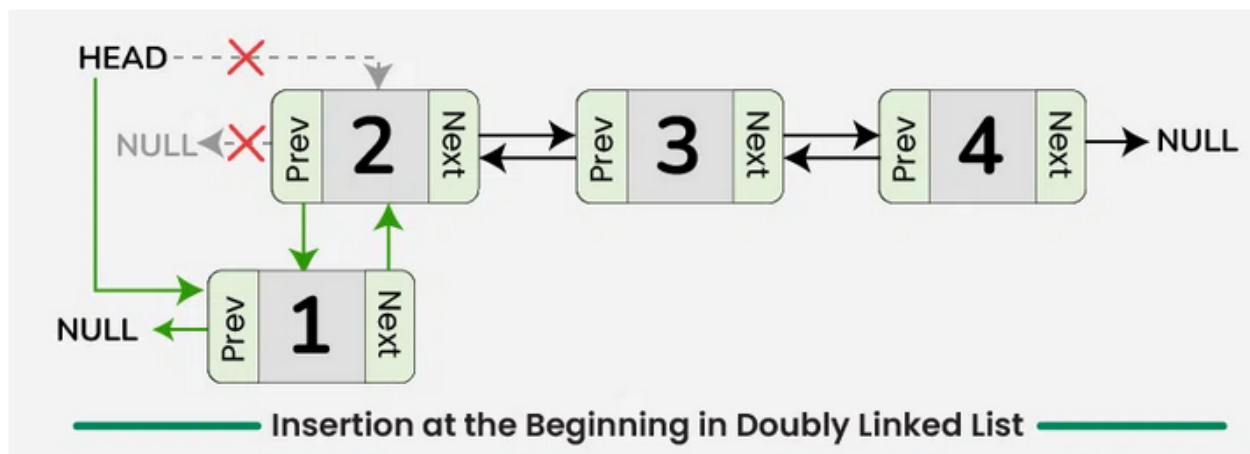 HEAD
NULL
Prev 2 Next
Prev 3 Next
Prev 4 Next
NULL
NULL
Prev 1 Next
Insertion at the Beginning in Doubly Linked List